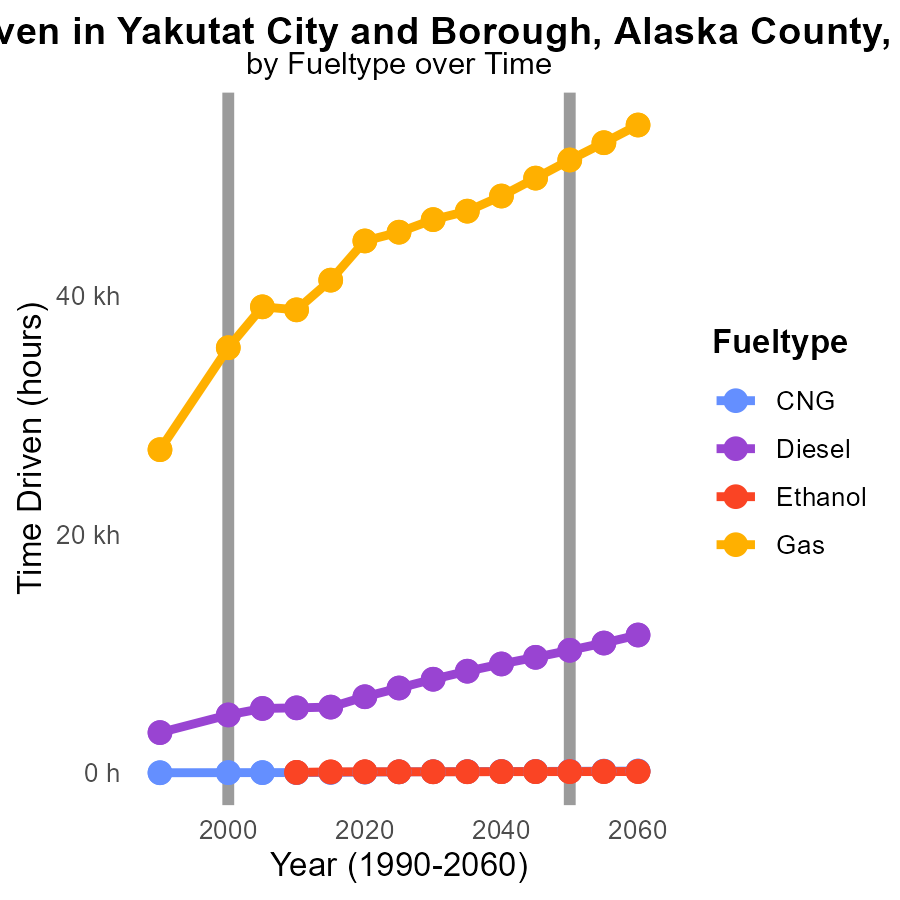 ven in Yakutat City and Borough, Alaska County,
by Fueltype over Time
Time Driven (hours)
40 kh
20 kh
0 h
2000 2020 2040 2060
Year (1990-2060)
Fueltype
CNG
Diesel
Ethanol
Gas